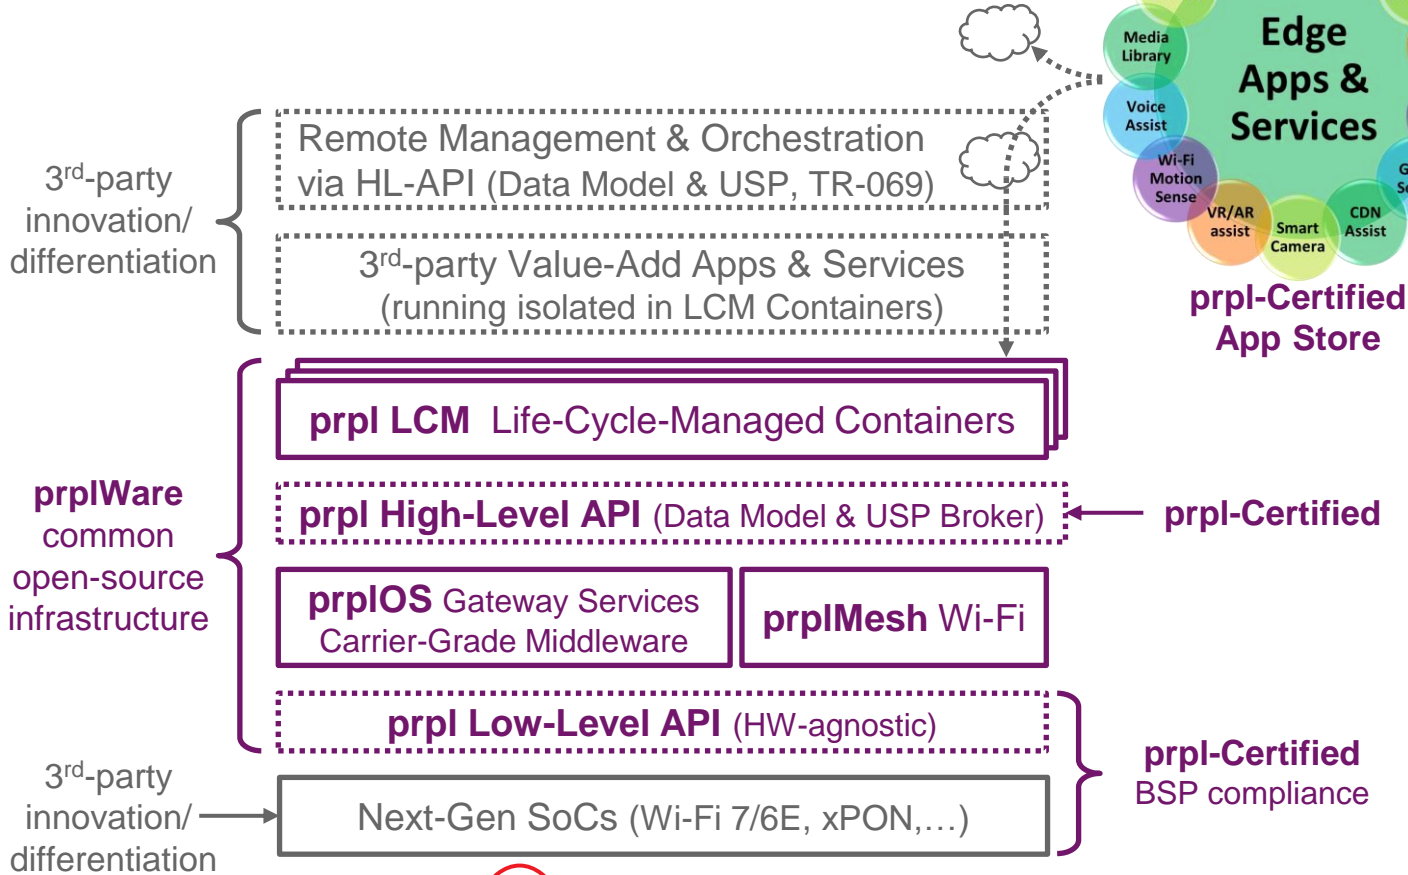 Edge
Apps &
Services
Media
Library
Voice
Assist
Wi-Fi
Motion
Sense
VR/AR
assist
Smart
Camera
CDN
Assist
prpl-Certified
App Store
3rd-party
innovation/
differentiation
Remote Management & Orchestration
via HL-API (Data Model & USP, TR-069)
3rd-party Value-Add Apps & Services
(running isolated in LCM Containers)
prplWare
common
open-source
infrastructure
prpl LCM Life-Cycle-Managed Containers
prpl High-Level API (Data Model & USP Broker)
prpl-Certified
prplOS Gateway Services
Carrier-Grade Middleware
prplMesh Wi-Fi
prpl Low-Level API (HW-agnostic)
prpl-Certified
BSP compliance
3rd-party
innovation/
differentiation
Next-Gen SoCs (Wi-Fi 7/6E, xPON,…)